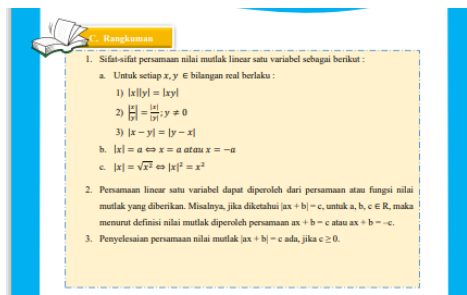 C. Rangkuman
1. Sifat-sifat persamaan nilai mutlak linear satu variabel sebagai berikut :
a. Untuk setiap x, y ∈ bilangan real berlaku :
1) |x||y| = |xy|
2) |x/y| = |x|/|y| ; y ≠ 0
3) |x − y| = |y − x|
b. |x| = a ⇔ x = a atau x = −a
c. |x| = √x² ⇔ |x|² = x²
2. Persamaan linear satu variabel dapat diperoleh dari persamaan atau fungsi nilai
mutlak yang diberikan. Misalnya, jika diketahui |ax + b| = c, untuk a, b, c ∈ R, maka
menurut definisi nilai mutlak diperoleh persamaan ax + b = c atau ax + b = –c.
3. Penyelesaian persamaan nilai mutlak |ax + b| = c ada, jika c ≥ 0.